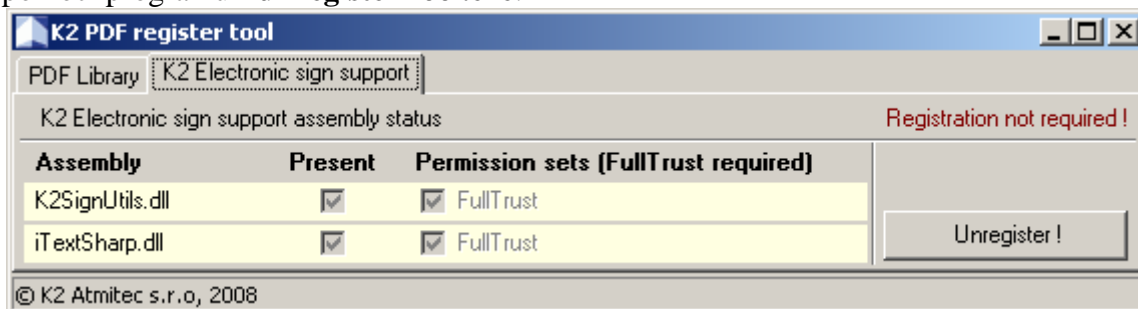 K2 PDF register tool
PDF Library K2 Electronic sign support
K2 Electronic sign support assembly status Registration not required !
Assembly Present Permission sets (FullTrust required)
K2SignUtils.dll FullTrust
iTextSharp.dll FullTrust
Unregister !
© K2 Atmitec s.r.o, 2008